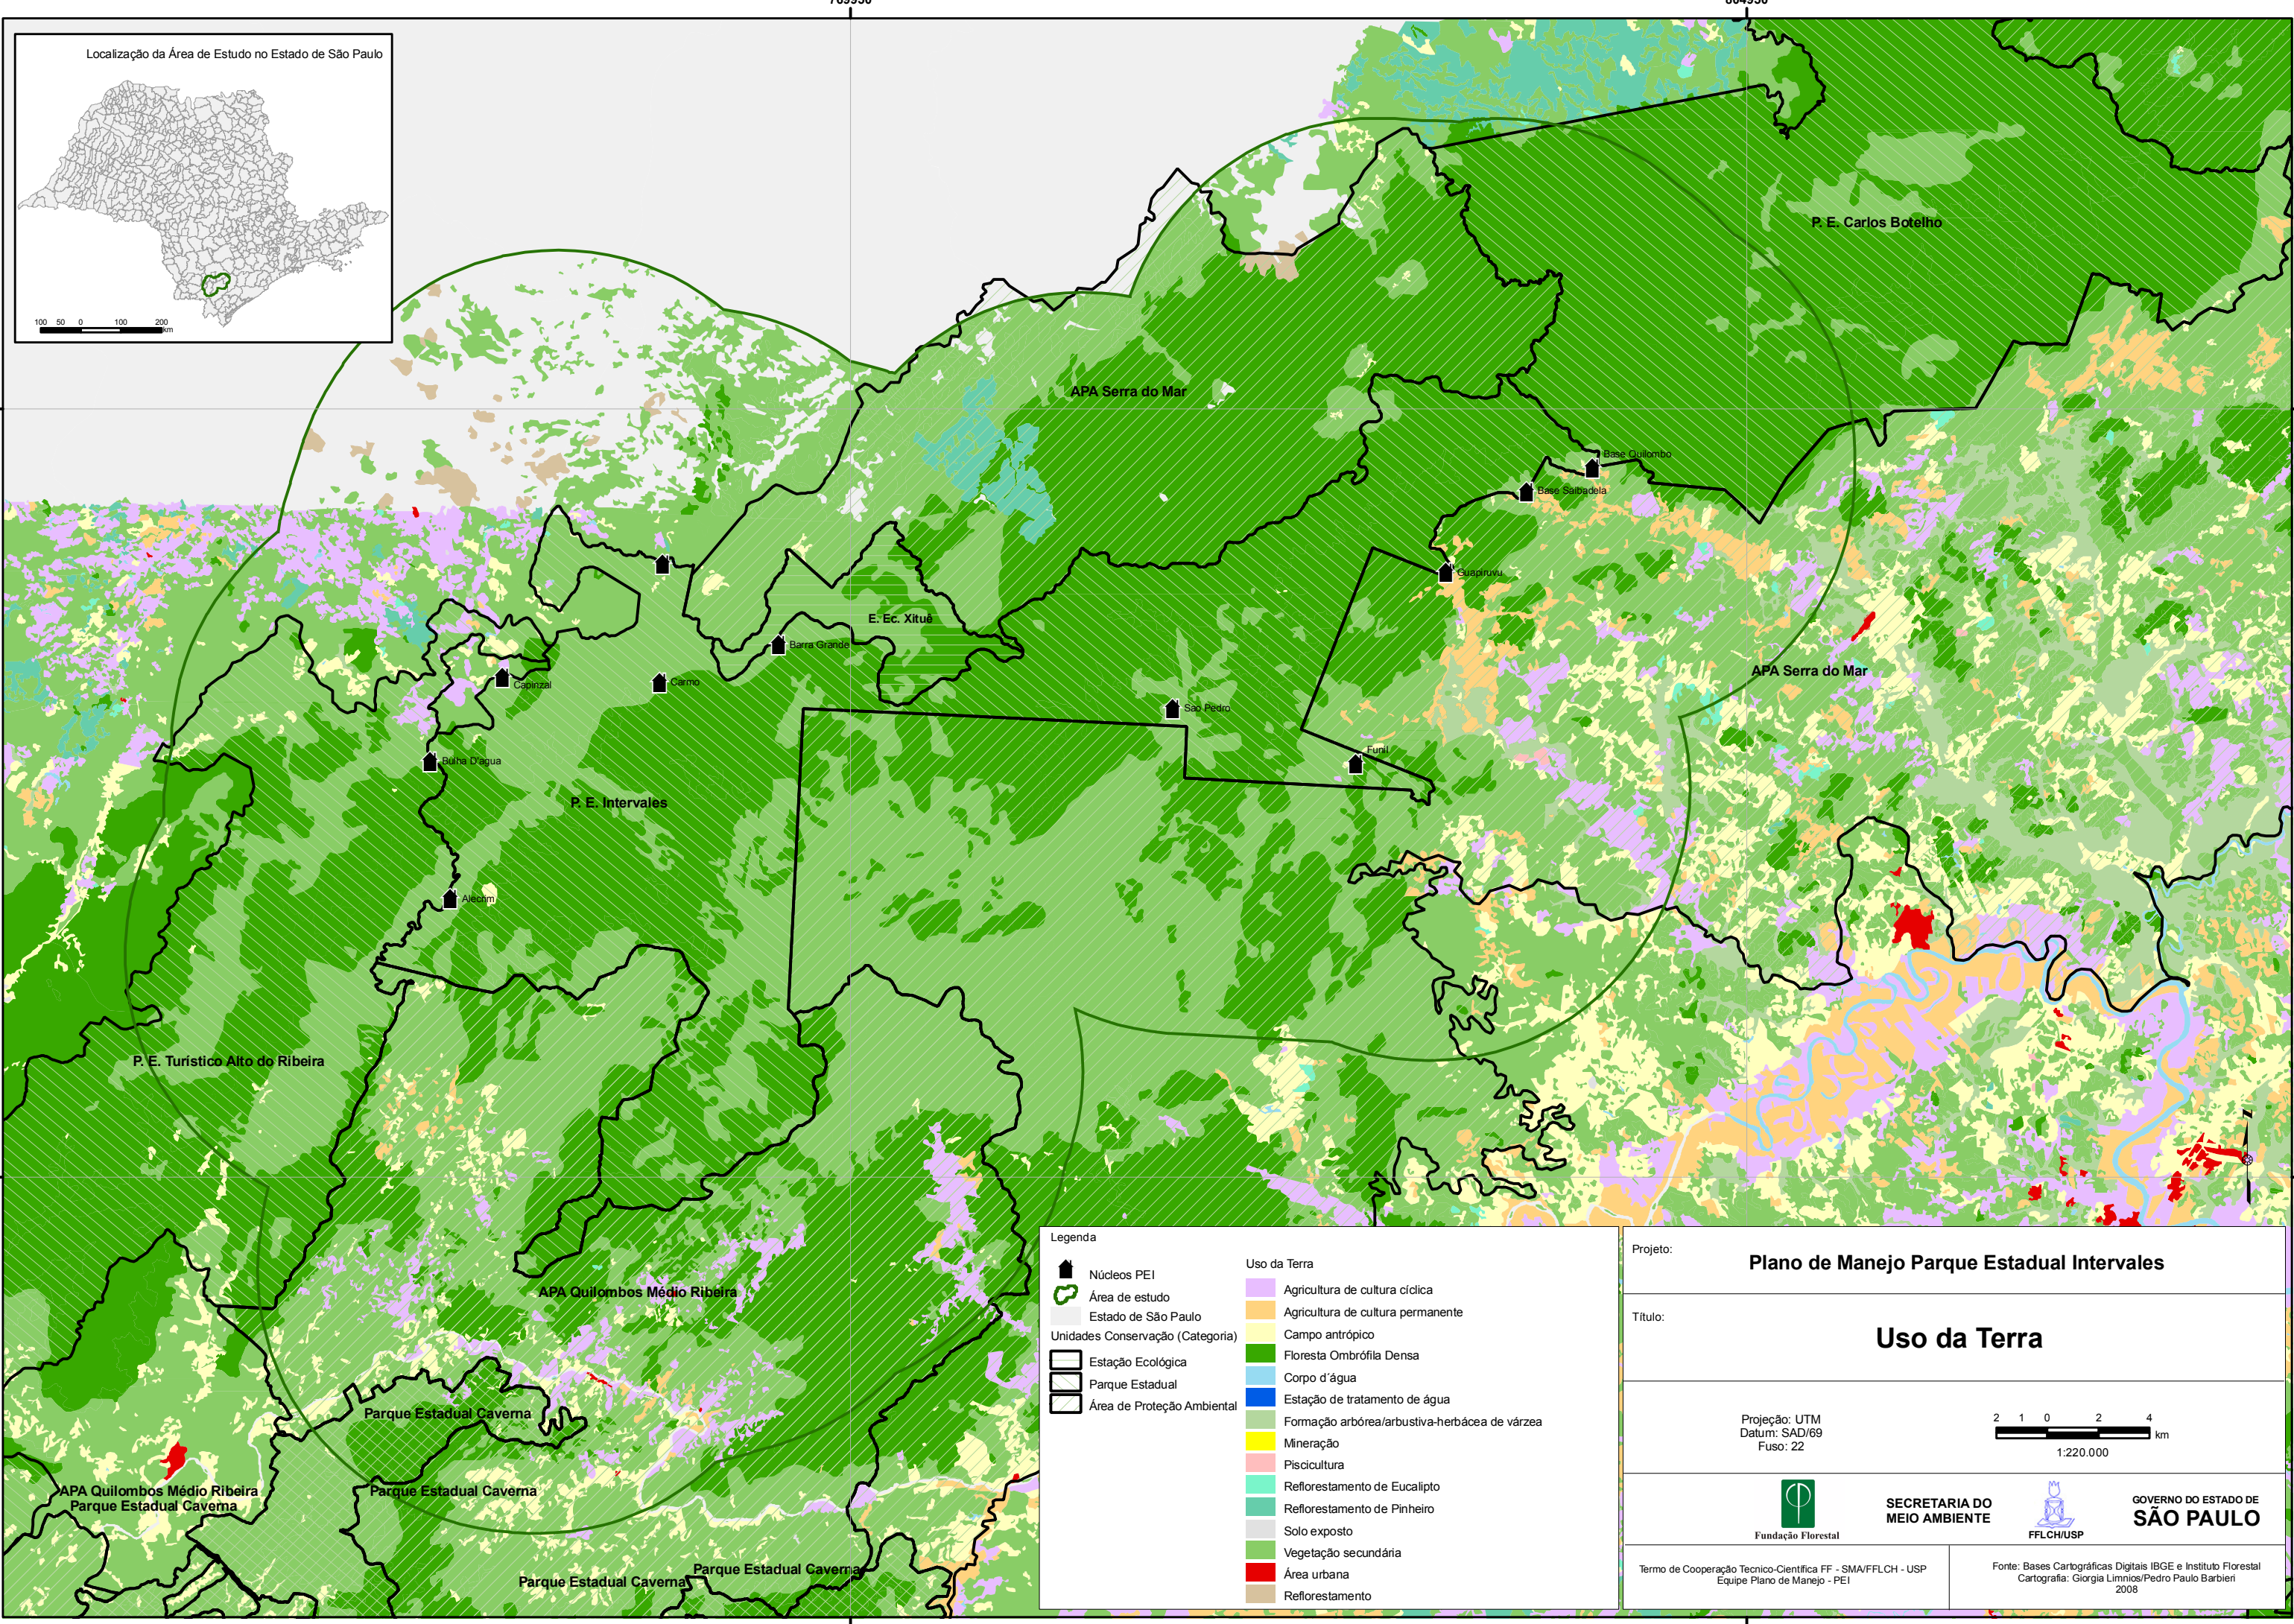 Localização da Área de Estudo no Estado de São Paulo
100 50 0 100 200
km
P. E. Carlos Botelho
APA Serra do Mar
Base Quilombo
Base Saibadela
Guapiruvu
E. Ec. Xituê
Barra Grande
APA Serra do Mar
Capinzal
Carmo
Sao Pedro
Funil
Bulha D'agua
P. E. Intervales
Alecrim
P. E. Turístico Alto do Ribeira
APA Quilombos Médio Ribeira
Parque Estadual Caverna
Parque Estadual Caverna
APA Quilombos Médio Ribeira
Parque Estadual Caverna
Parque Estadual Caverna
Parque Estadual Caverna
Legenda
Núcleos PEI
Área de estudo
Estado de São Paulo
Unidades Conservação (Categoria)
Estação Ecológica
Parque Estadual
Área de Proteção Ambiental
Uso da Terra
Agricultura de cultura cíclica
Agricultura de cultura permanente
Campo antrópico
Floresta Ombrófila Densa
Corpo d´água
Estação de tratamento de água
Formação arbórea/arbustiva-herbácea de várzea
Mineração
Piscicultura
Reflorestamento de Eucalipto
Reflorestamento de Pinheiro
Solo exposto
Vegetação secundária
Área urbana
Reflorestamento
Projeto:
Plano de Manejo Parque Estadual Intervales
Título:
Uso da Terra
Projeção: UTM
Datum: SAD/69
Fuso: 22
2 1 0 2 4
km
1:220.000
Fundação Florestal
SECRETARIA DO
MEIO AMBIENTE
FFLCH/USP
GOVERNO DO ESTADO DE
SÃO PAULO
Termo de Cooperação Tecnico-Científica FF - SMA/FFLCH - USP
Equipe Plano de Manejo - PEI
Fonte: Bases Cartográficas Digitais IBGE e Instituto Florestal
Cartografia: Giorgia Limnios/Pedro Paulo Barbieri
2008